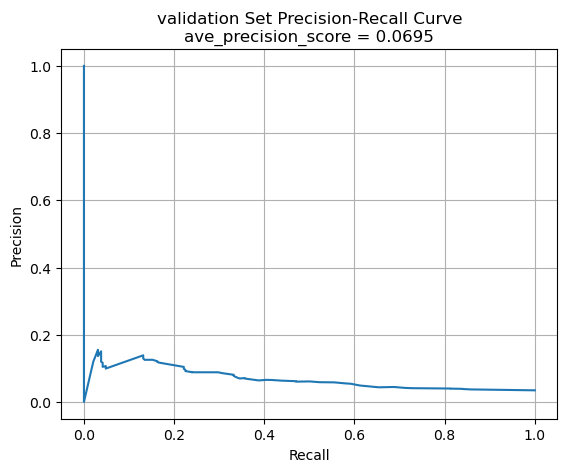 validation Set Precision-Recall Curve
ave_precision_score = 0.0695
1.0
0.8
0.6
0.4
0.2
0.0
Precision
0.0 0.2 0.4 0.6 0.8 1.0
Recall